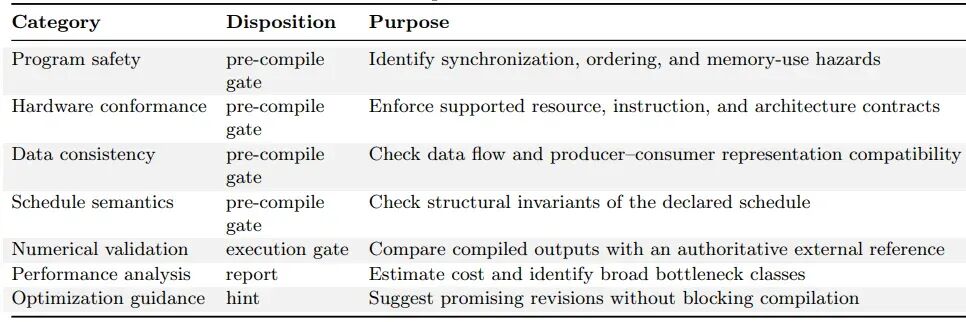 Category Disposition Purpose
Program safety pre-compile Identify synchronization, ordering, and memory-use hazards
gate
Hardware conformance pre-compile Enforce supported resource, instruction, and architecture contracts
gate
Data consistency pre-compile Check data flow and producer–consumer representation compatibility
gate
Schedule semantics pre-compile Check structural invariants of the declared schedule
gate
Numerical validation execution gate Compare compiled outputs with an authoritative external reference
Performance analysis report Estimate cost and identify broad bottleneck classes
Optimization guidance hint Suggest promising revisions without blocking compilation